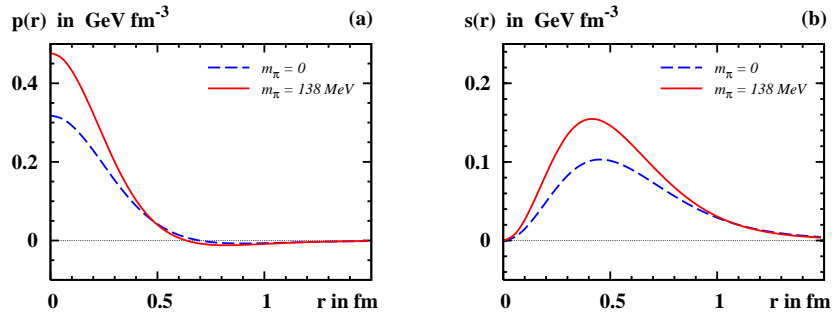 p(r) in GeV fm⁻³ (a)
mπ = 0
mπ = 138 MeV
0.4
0.2
0
0 0.5 1 r in fm
s(r) in GeV fm⁻³ (b)
mπ = 0
mπ = 138 MeV
0.2
0.1
0
0 0.5 1 r in fm